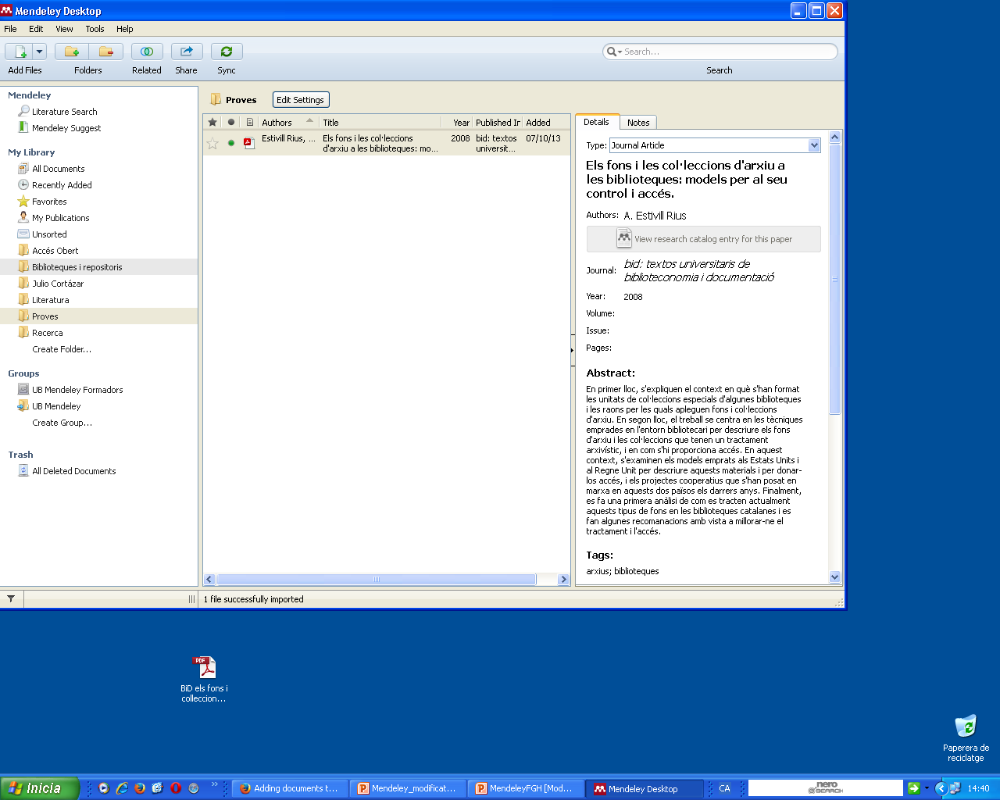 Mendeley Desktop
File Edit View Tools Help
Search...
Add Files Folders Related Share Sync Search
Mendeley
Literature Search
Mendeley Suggest
My Library
All Documents
Recently Added
Favorites
My Publications
Unsorted
Accés Obert
Biblioteques i repositoris
Julio Cortázar
Literatura
Proves
Recerca
Create Folder...
Groups
UB Mendeley Formadors
UB Mendeley
Create Group...
Trash
All Deleted Documents
Proves Edit Settings
Authors Title Year Published In Added
Estivill Rius, ... Els fons i les col·leccions 2008 bid: textos 07/10/13
d'arxiu a les biblioteques: mo... universit...
Details Notes
Type: Journal Article
Els fons i les col·leccions d'arxiu a
les biblioteques: models per al seu
control i accés.
Authors: A. Estivill Rius
View research catalog entry for this paper
Journal: bid: textos universitaris de
biblioteconomia i documentació
Year: 2008
Volume:
Issue:
Pages:
Abstract:
En primer lloc, s'expliquen el context en què s'han format
les unitats de col·leccions especials d'algunes biblioteques
i les raons per les quals apleguen fons i col·leccions
d'arxiu. En segon lloc, el treball se centra en les tècniques
emprades en l'entorn bibliotecari per descriure els fons
d'arxiu i les col·leccions que tenen un tractament
arxivístic, i en com s'hi proporciona accés. En aquest
context, s'examinen els models emprats als Estats Units i
al Regne Unit per descriure aquests materials i per donar-
los accés, i els projectes cooperatius que s'han posat en
marxa en aquests dos països els darrers anys. Finalment,
es fa una primera anàlisi de com es tracten actualment
aquests tipus de fons en les biblioteques catalanes i es
fan algunes recomanacions amb vista a millorar-ne el
tractament i l'accés.
Tags:
arxius; biblioteques
1 file successfully imported
PDF
BiD els fons i
colleccion...
Paperera de
reciclatge
Inicia Adding documents t... Mendeley_modificat... MendeleyFGH [Mod... Mendeley Desktop CA nero @SEARCH 14:40